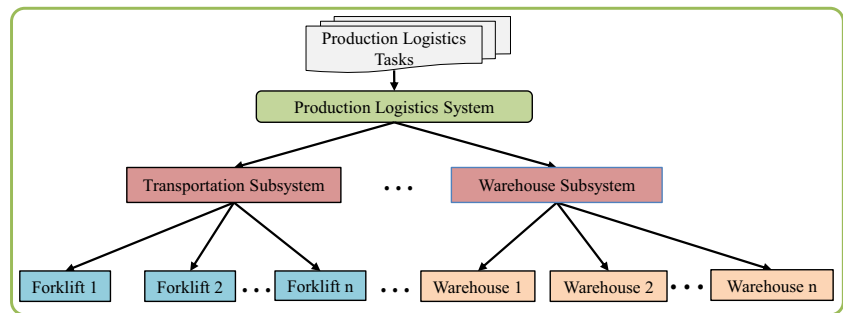 Production Logistics
Tasks
Production Logistics System
Transportation Subsystem
...
Warehouse Subsystem
Forklift 1
Forklift 2
...
Forklift n
...
Warehouse 1
Warehouse 2
...
Warehouse n